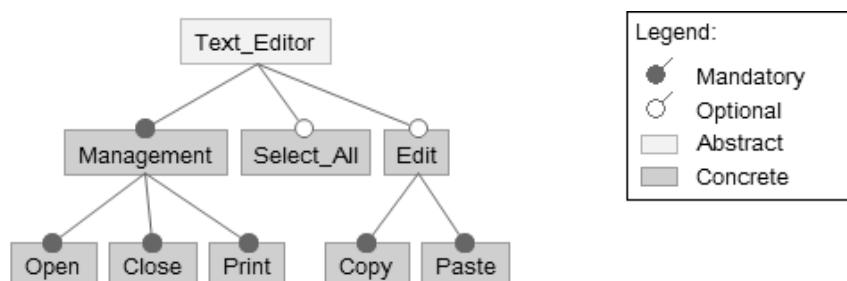 Text_Editor
Management
Select_All
Edit
Open
Close
Print
Copy
Paste
Legend:
Mandatory
Optional
Abstract
Concrete